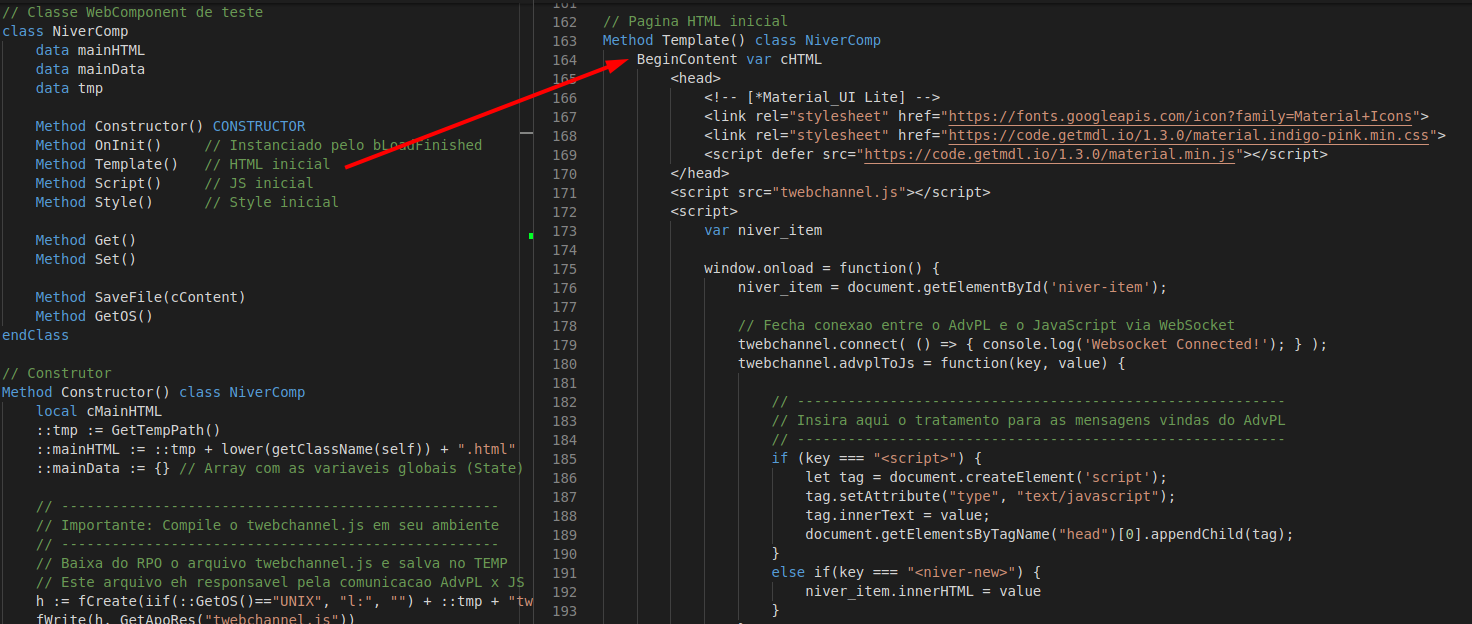 // Classe WebComponent de teste
class NiverComp
    data mainHTML
    data mainData
    data tmp
    Method Constructor() CONSTRUCTOR
    Method OnInit()     // Instanciado pelo bLoadFinished
    Method Template()   // HTML inicial
    Method Script()     // JS inicial
    Method Style()      // Style inicial
    Method Get()
    Method Set()
    Method SaveFile(cContent)
    Method GetOS()
endClass
// Construtor
Method Constructor() class NiverComp
    local cMainHTML
    ::tmp := GetTempPath()
    ::mainHTML := ::tmp + lower(getClassName(self)) + ".html"
    ::mainData := {} // Array com as variaveis globais (State)
    // ----------------------------------------------------
    // Importante: Compile o twebchannel.js em seu ambiente
    // ----------------------------------------------------
    // Baixa do RPO o arquivo twebchannel.js e salva no TEMP
    // Este arquivo eh responsavel pela comunicacao AdvPL x JS
    h := fCreate(iif(::GetOS()=="UNIX", "l:", "") + ::tmp + "tw
    fWrite(h, GetApoRes("twebchannel.js"))
161
162 // Pagina HTML inicial
163 Method Template() class NiverComp
164     BeginContent var cHTML
165         <head>
166             <!-- [*Material_UI Lite] -->
167             <link rel="stylesheet" href="https://fonts.googleapis.com/icon?family=Material+Icons">
168             <link rel="stylesheet" href="https://code.getmdl.io/1.3.0/material.indigo-pink.min.css">
169             <script defer src="https://code.getmdl.io/1.3.0/material.min.js"></script>
170         </head>
171         <script src="twebchannel.js"></script>
172         <script>
173             var niver_item
174
175             window.onload = function() {
176                 niver_item = document.getElementById('niver-item');
177
178                 // Fecha conexao entre o AdvPL e o JavaScript via WebSocket
179                 twebchannel.connect( () => { console.log('Websocket Connected!'); } );
180                 twebchannel.advplToJs = function(key, value) {
181
182                     // ----------------------------------------------------------
183                     // Insira aqui o tratamento para as mensagens vindas do AdvPL
184                     // ----------------------------------------------------------
185                     if (key === "<script>") {
186                         let tag = document.createElement('script');
187                         tag.setAttribute("type", "text/javascript");
188                         tag.innerText = value;
189                         document.getElementsByTagName("head")[0].appendChild(tag);
190                     }
191                     else if(key === "<niver-new>") {
192                         niver_item.innerHTML = value
193                     }